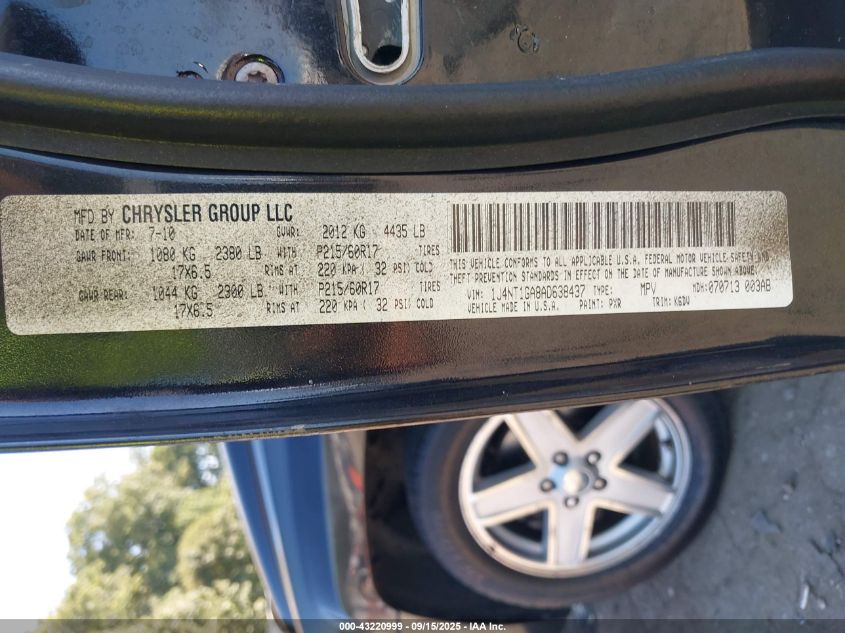 MFD BY CHRYSLER GROUP LLC
DATE OF MFR: 7-10 GVWR: 2012 KG 4435 LB
GAWR FRONT: 1080 KG 2380 LB WITH P215/60R17 TIRES
17X6.5 RIMS AT 220 KPA ( 32 PSI) COLD
GAWR REAR: 1044 KG 2300 LB WITH P215/60R17 TIRES
17X6.5 RIMS AT 220 KPA ( 32 PSI) COLD
THIS VEHICLE CONFORMS TO ALL APPLICABLE U.S.A. FEDERAL MOTOR VEHICLE SAFETY AND
THEFT PREVENTION STANDARDS IN EFFECT ON THE DATE OF MANUFACTURE SHOWN ABOVE:
VIN: 1J4NT1GA8AD638437 TYPE: MPV MDH: 070713 003AB
VEHICLE MADE IN U.S.A. PAINT: PXR TRIM: K6DV
000-43220999 - 09/15/2025 - IAA Inc.